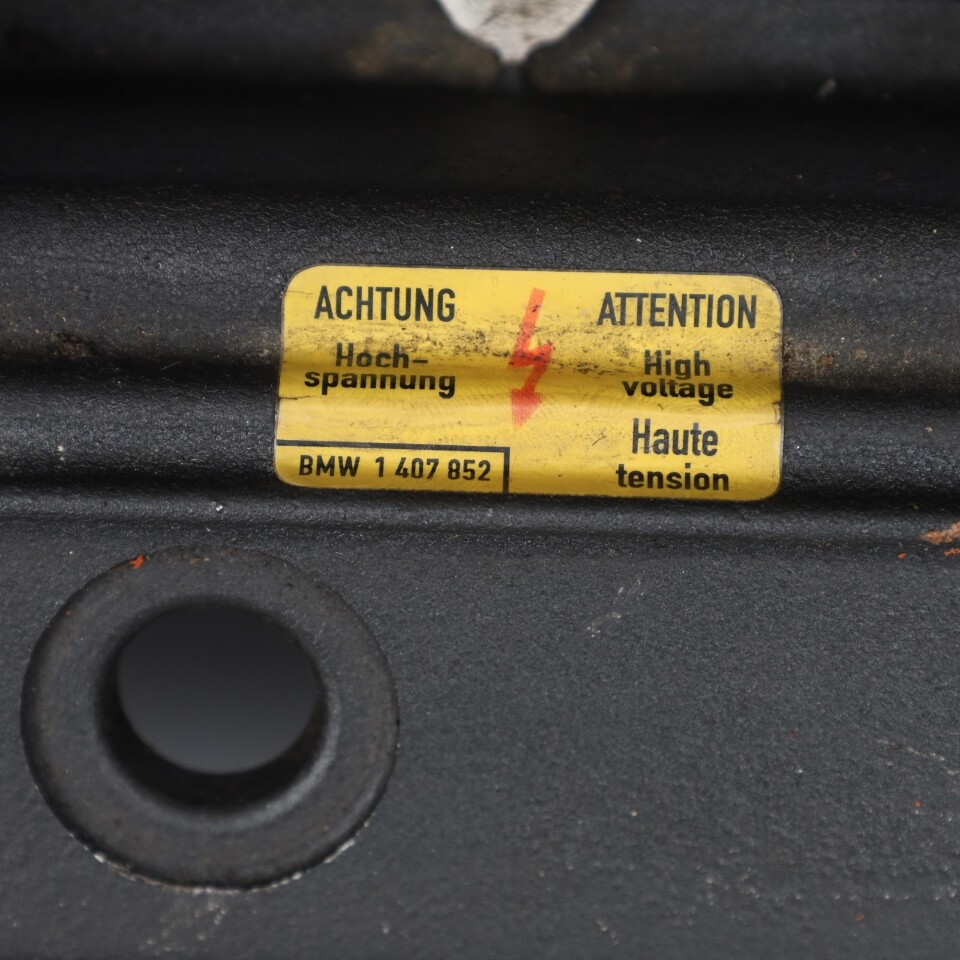 ACHTUNG
Hoch-
spannung
BMW 1 407 852
ATTENTION
High
voltage
Haute
tension